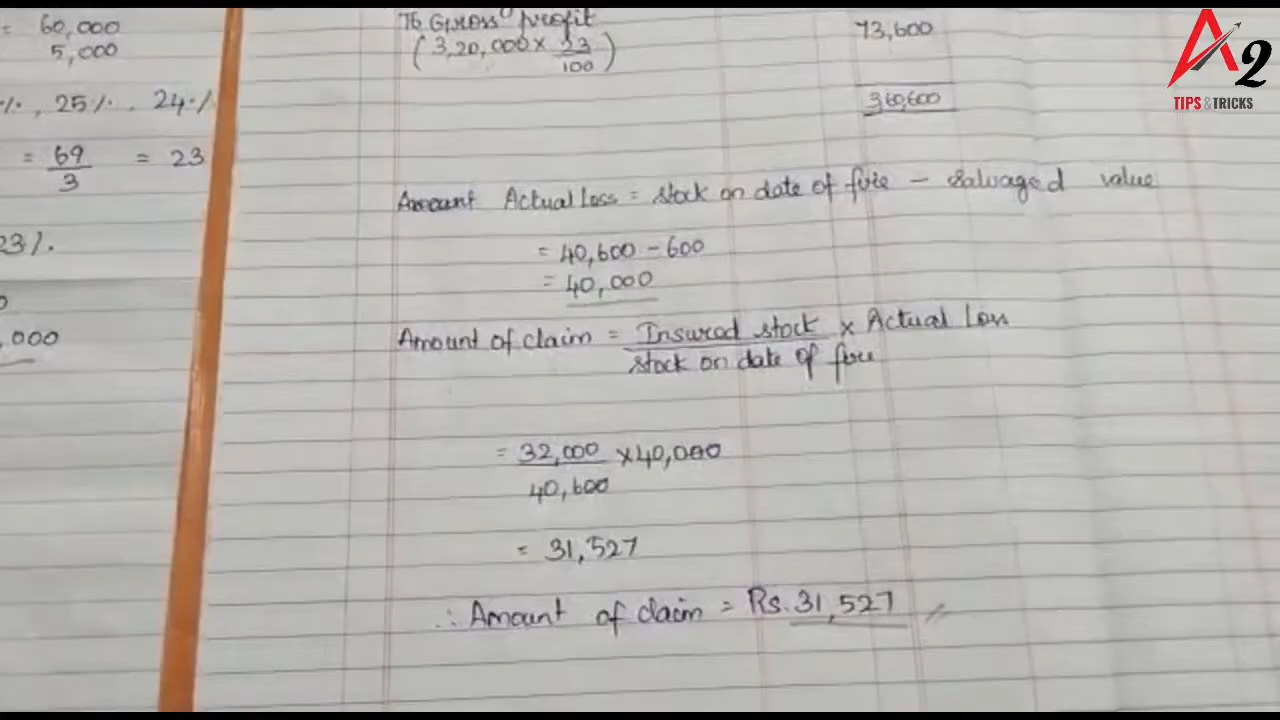 = 60,000
5,000
%, 25%, 24%
= 69/3 = 23
23%.
,000
To Gross profit
(3,20,000 × 23/100)
73,600
360,600
Amount Actual Loss = stock on date of fire - salvaged value
= 40,600 - 600
= 40,000
Amount of claim = Insured stock × Actual Loss
stock on date of fire
= 32,000 × 40,000
40,600
= 31,527
∴ Amount of claim = Rs. 31,527 //
A2
TIPS & TRICKS